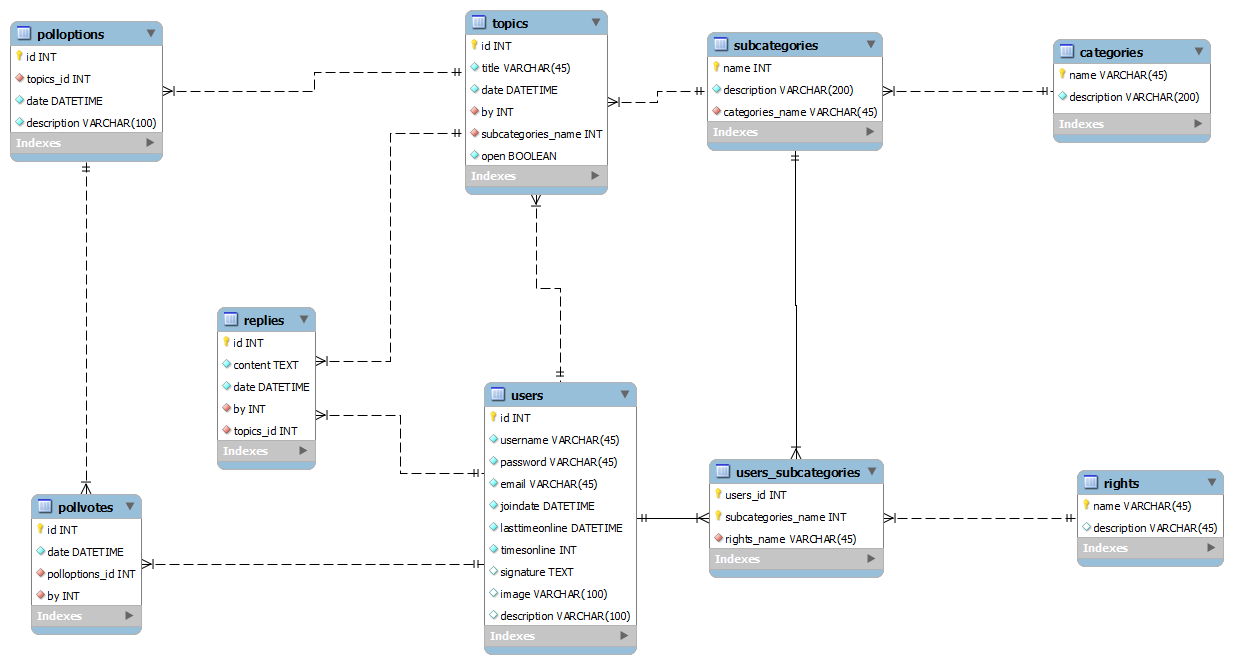 polloptions
id INT
topics_id INT
date DATETIME
description VARCHAR(100)
Indexes
topics
id INT
title VARCHAR(45)
date DATETIME
by INT
subcategories_name INT
open BOOLEAN
Indexes
subcategories
name INT
description VARCHAR(200)
categories_name VARCHAR(45)
Indexes
categories
name VARCHAR(45)
description VARCHAR(200)
Indexes
replies
id INT
content TEXT
date DATETIME
by INT
topics_id INT
Indexes
users
id INT
username VARCHAR(45)
password VARCHAR(45)
email VARCHAR(45)
joindate DATETIME
lasttimeonline DATETIME
timesonline INT
signature TEXT
image VARCHAR(100)
description VARCHAR(100)
Indexes
users_subcategories
users_id INT
subcategories_name INT
rights_name VARCHAR(45)
Indexes
rights
name VARCHAR(45)
description VARCHAR(45)
Indexes
pollvotes
id INT
date DATETIME
polloptions_id INT
by INT
Indexes